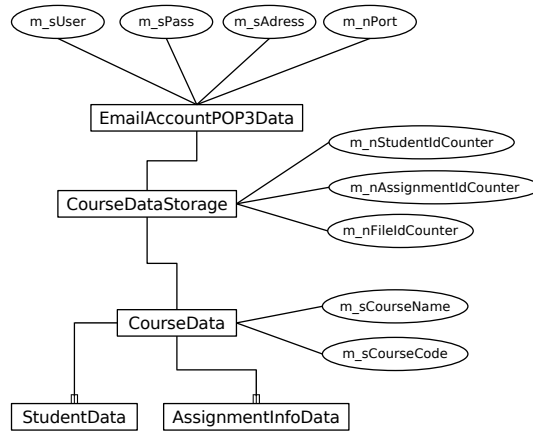 m_sUser
m_sPass
m_sAdress
m_nPort
EmailAccountPOP3Data
m_nStudentIdCounter
m_nAssignmentIdCounter
CourseDataStorage
m_nFileIdCounter
m_sCourseName
CourseData
m_sCourseCode
StudentData
AssignmentInfoData